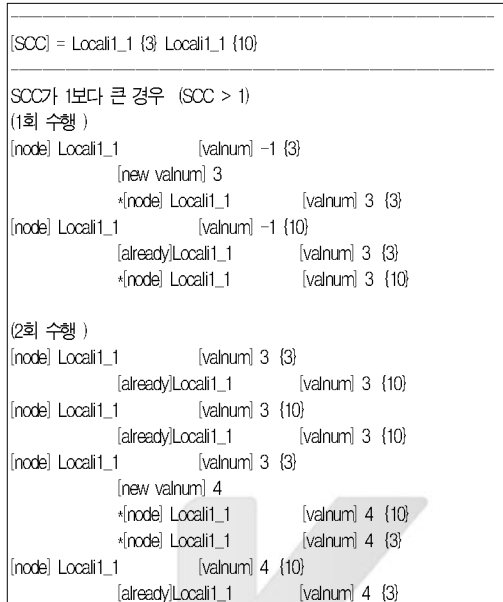 [SCC] = Locali1_1 {3} Locali1_1 {10}
SCC가 1보다 큰 경우 (SCC > 1)
(1회 수행 )
[node] Locali1_1 [valnum] -1 {3}
[new valnum] 3
*[node] Locali1_1 [valnum] 3 {3}
[node] Locali1_1 [valnum] -1 {10}
[already]Locali1_1 [valnum] 3 {3}
*[node] Locali1_1 [valnum] 3 {10}
(2회 수행 )
[node] Locali1_1 [valnum] 3 {3}
[already]Locali1_1 [valnum] 3 {10}
[node] Locali1_1 [valnum] 3 {10}
[already]Locali1_1 [valnum] 3 {10}
[node] Locali1_1 [valnum] 3 {3}
[new valnum] 4
*[node] Locali1_1 [valnum] 4 {10}
*[node] Locali1_1 [valnum] 4 {3}
[node] Locali1_1 [valnum] 4 {10}
[already]Locali1_1 [valnum] 4 {3}